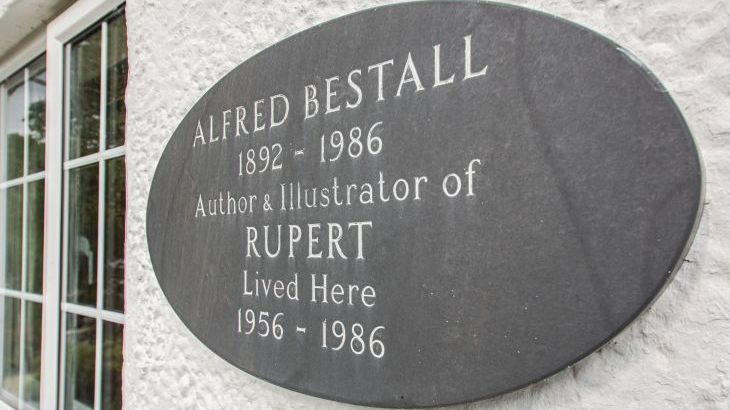 ALFRED BESTALL
1892 - 1986
Author & Illustrator of
RUPERT
Lived Here
1956 - 1986